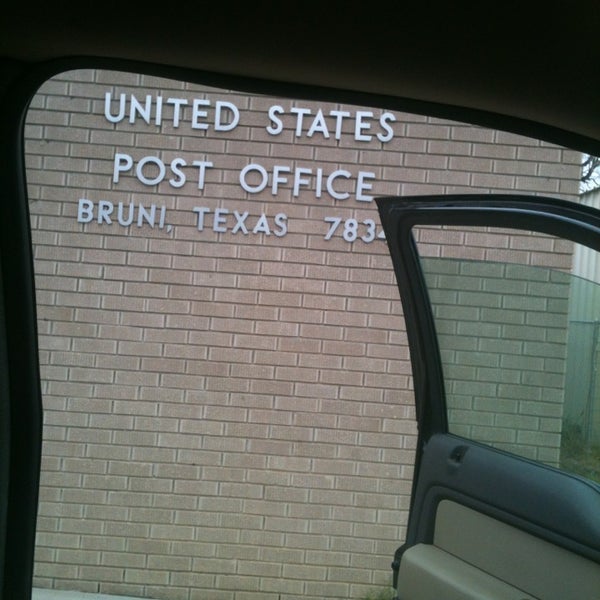 UNITED STATES
POST OFFICE
BRUNI, TEXAS 7834